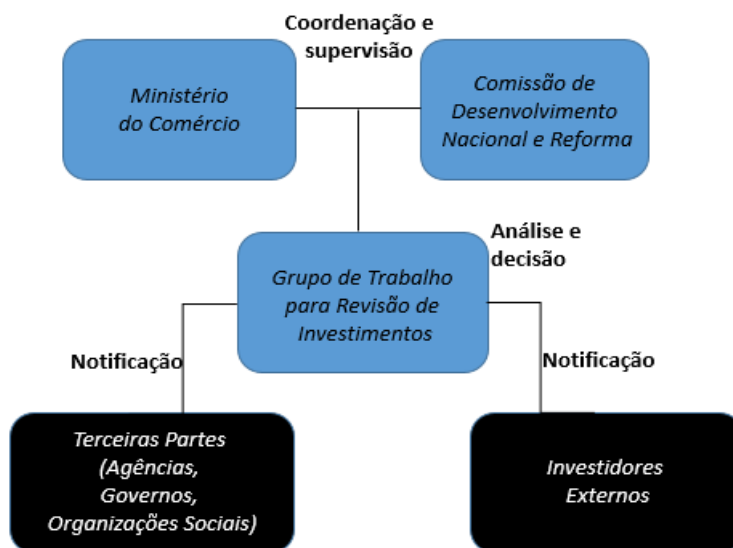 Coordenação e
supervisão
Ministério
do Comércio
Comissão de
Desenvolvimento
Nacional e Reforma
Análise e
decisão
Grupo de Trabalho
para Revisão de
Investimentos
Notificação
Notificação
Terceiras Partes
(Agências,
Governos,
Organizações Sociais)
Investidores
Externos